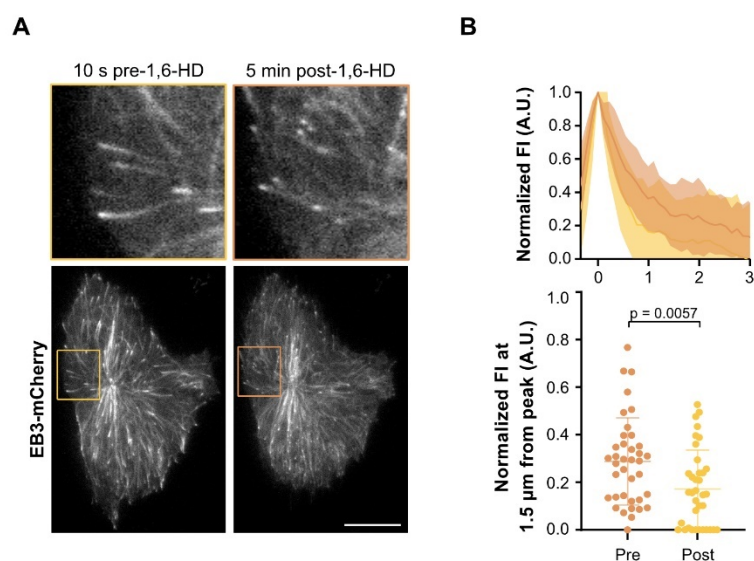 A
10 s pre-1,6-HD
5 min post-1,6-HD
EB3-mCherry
B
Normalized FI (A.U.)
1.0
0.8
0.6
0.4
0.2
0.0
0 1 2 3
Normalized FI at
1.5 µm from peak (A.U.)
1.0
0.8
0.6
0.4
0.2
0.0
p = 0.0057
Pre Post